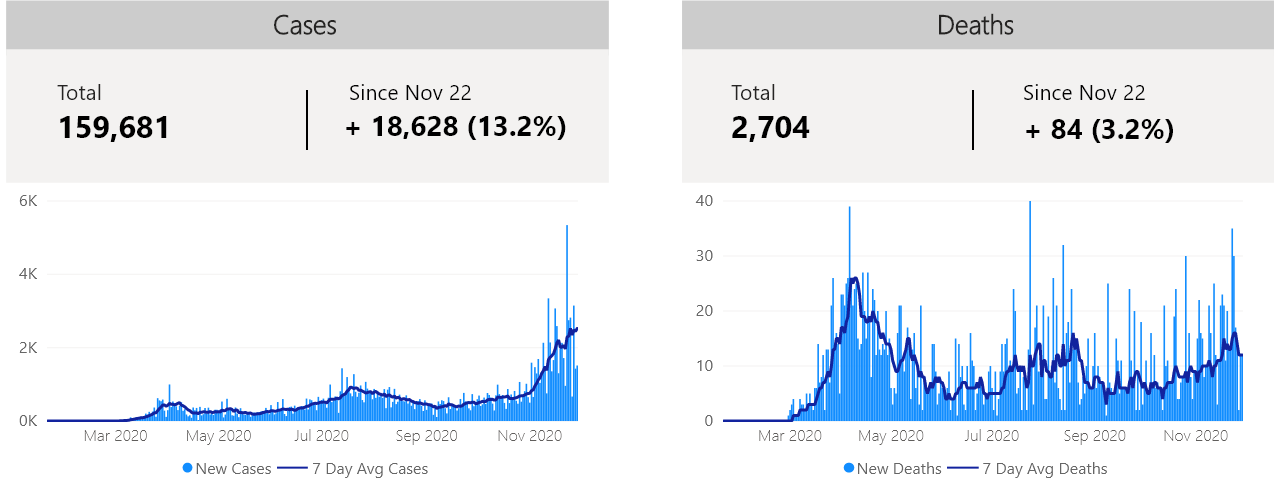 Cases
Total
159,681
Since Nov 22
+ 18,628 (13.2%)
6K
4K
2K
0K
Mar 2020 May 2020 Jul 2020 Sep 2020 Nov 2020
New Cases 7 Day Avg Cases
Deaths
Total
2,704
Since Nov 22
+ 84 (3.2%)
40
30
20
10
0
Mar 2020 May 2020 Jul 2020 Sep 2020 Nov 2020
New Deaths 7 Day Avg Deaths